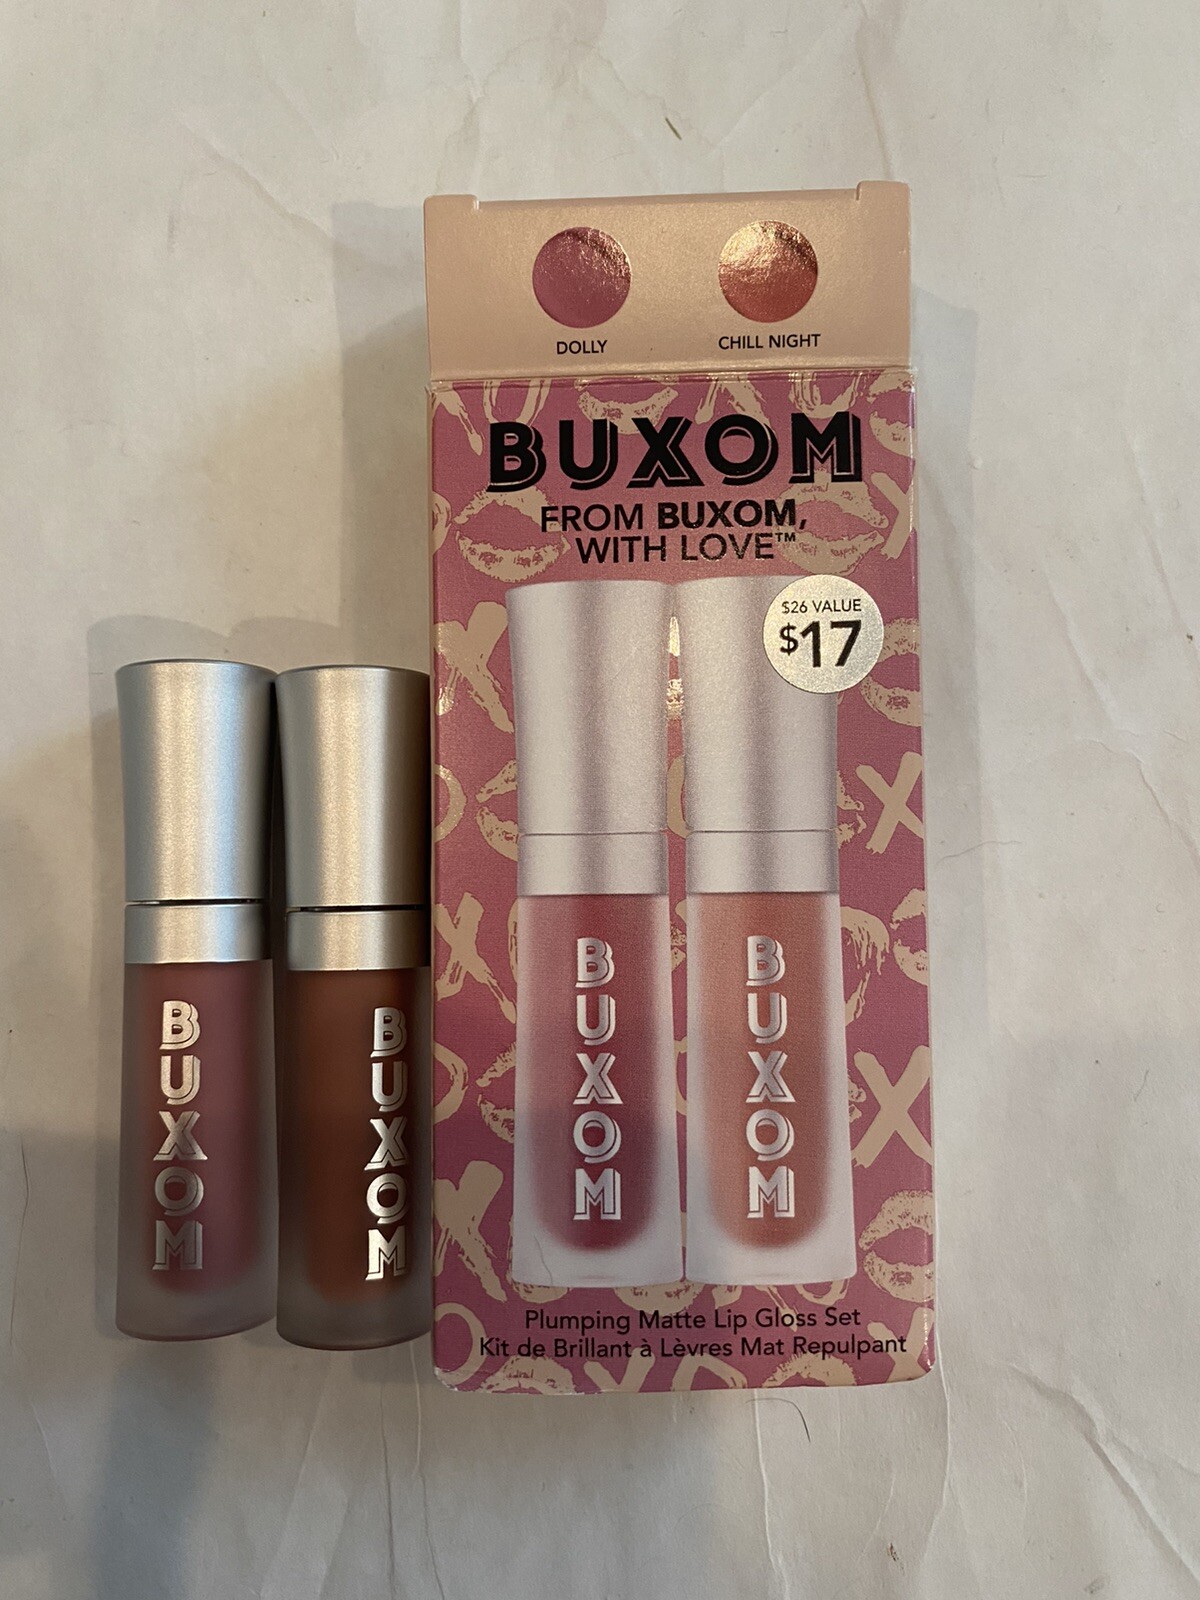 DOLLY
CHILL NIGHT
BUXOM
FROM BUXOM,
WITH LOVE™
$26 VALUE
$17
BUXOM
BUXOM
BUXOM
BUXOM
Plumping Matte Lip Gloss Set
Kit de Brillant à Lèvres Mat Repulpant